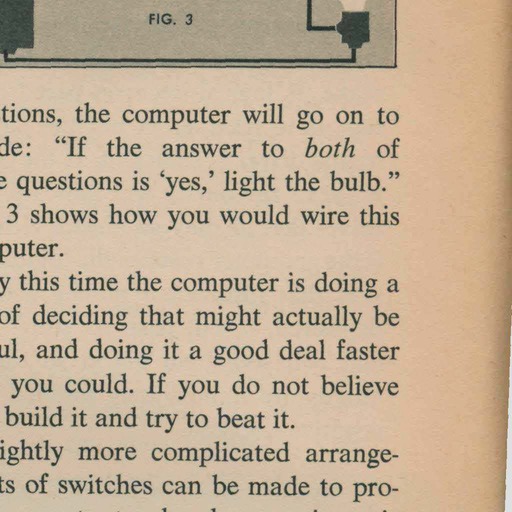 FIG. 3
tions, the computer will go on to
de: “If the answer to both of
e questions is ‘yes,’ light the bulb.”
3 shows how you would wire this
puter.
y this time the computer is doing a
of deciding that might actually be
ul, and doing it a good deal faster
you could. If you do not believe
build it and try to beat it.
ightly more complicated arrange-
ts of switches can be made to pro-